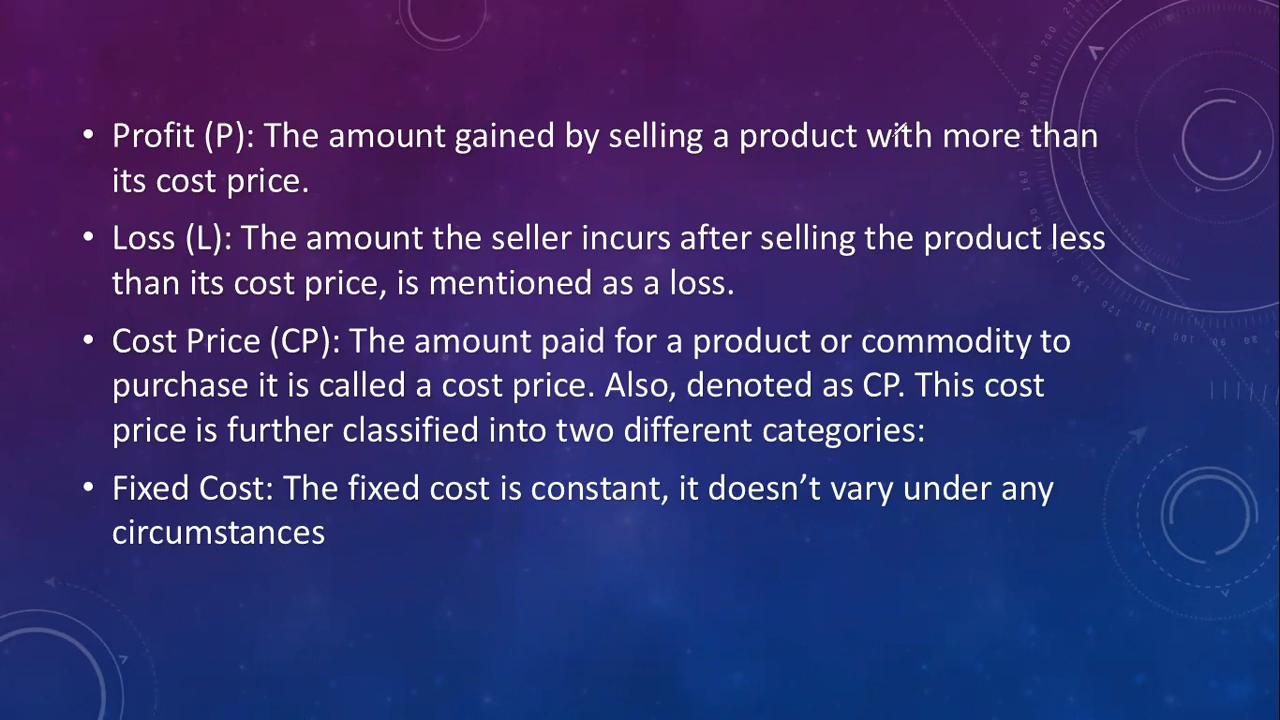 • Profit (P): The amount gained by selling a product with more than
its cost price.
• Loss (L): The amount the seller incurs after selling the product less
than its cost price, is mentioned as a loss.
• Cost Price (CP): The amount paid for a product or commodity to
purchase it is called a cost price. Also, denoted as CP. This cost
price is further classified into two different categories:
• Fixed Cost: The fixed cost is constant, it doesn’t vary under any
circumstances